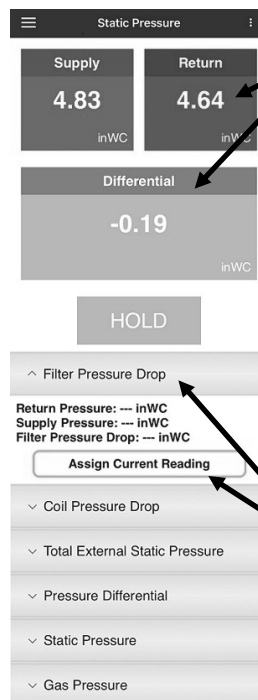 Static Pressure
Supply
Return
4.83
4.64
inWC
inWC
Differential
-0.19
inWC
HOLD
Filter Pressure Drop
Return Pressure: --- inWC
Supply Pressure: --- inWC
Filter Pressure Drop: --- inWC
Assign Current Reading
Coil Pressure Drop
Total External Static Pressure
Pressure Differential
Static Pressure
Gas Pressure